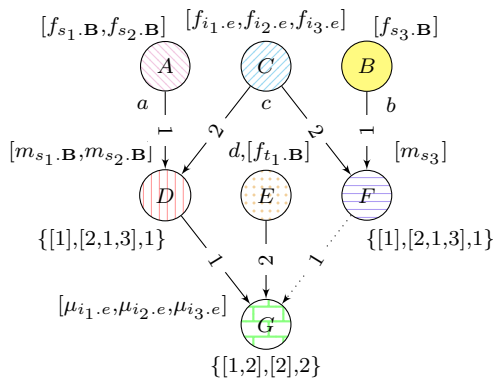 [f_{s_1.B},f_{s_2.B}] [f_{i_1.e},f_{i_2.e},f_{i_3.e}] [f_{s_3.B}]
A C B
a c b
1 2 2 1
[m_{s_1.B},m_{s_2.B}] d,[f_{t_1.B}] [m_{s_3}]
D E F
{[1],[2,1,3],1} {[1],[2,1,3],1}
1 2 1
[μ_{i_1.e},μ_{i_2.e},μ_{i_3.e}]
G
{[1,2],[2],2}